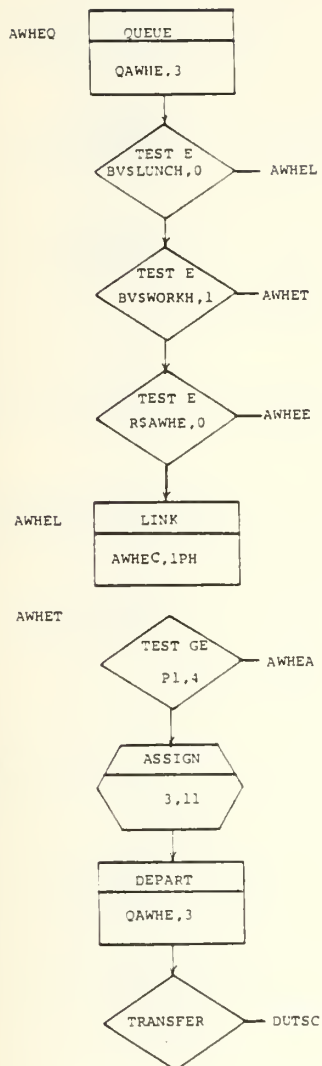 AWHEQ QUEUE
QAWHE,3
TEST E
BVSLUNCH,0 AWHEL
TEST E
BVSWORKH,1 AWHET
TEST E
RSAWHE,0 AWHEE
AWHEL LINK
AWHEC,1PH
AWHET
TEST GE
P1,4 AWHEA
ASSIGN
3,11
DEPART
QAWHE,3
TRANSFER DUTSC